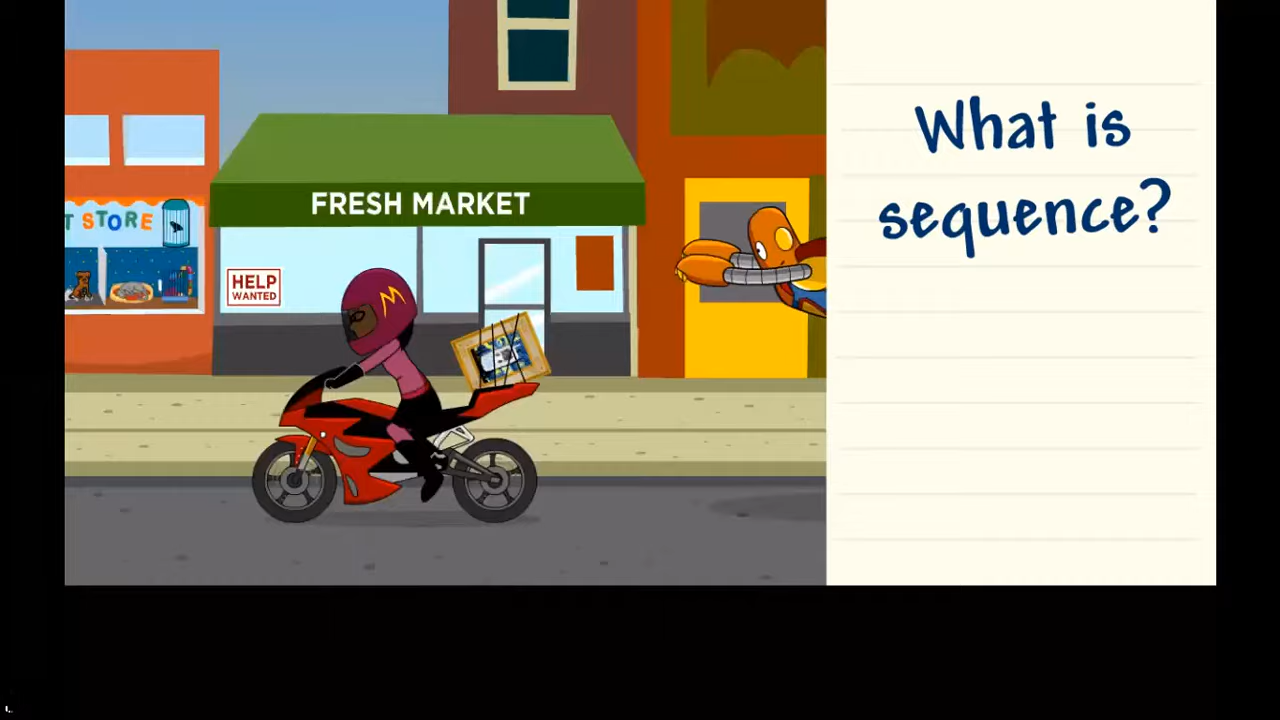 T STORE
FRESH MARKET
HELP
WANTED
What is
sequence?